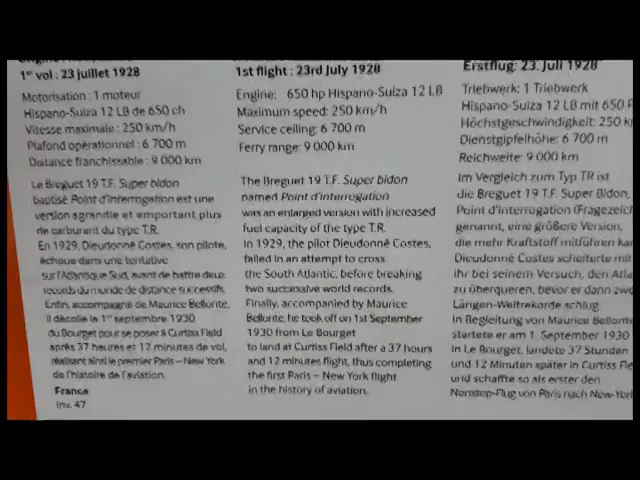 1er vol : 23 juillet 1928
Motorisation : 1 moteur
Hispano-Suiza 12 LB de 650 ch
Vitesse maximale : 250 km/h
Plafond opérationnel : 6 700 m
Distance franchissable : 9 000 km
Le Breguet 19 T.F. Super bidon
baptisé Point d'interrogation est une
version agrandie et emportant plus
de carburant du type T.R.
En 1929, Dieudonné Costes, son pilote,
échoue dans une tentative
sur l'Atlantique Sud, avant de battre deux
records du monde de distance successifs.
Enfin, accompagné de Maurice Bellonte,
il décolle le 1er septembre 1930
du Bourget pour se poser à Curtiss Field
après 37 heures et 12 minutes de vol,
réalisant ainsi le premier Paris – New York
de l'histoire de l'aviation.
France
Inv. 47
1st flight : 23rd July 1928
Engine: 650 hp Hispano-Suiza 12 LB
Maximum speed: 250 km/h
Service ceiling: 6 700 m
Ferry range: 9 000 km
The Breguet 19 T.F. Super bidon
named Point d'interrogation
was an enlarged version with increased
fuel capacity of the type T.R.
In 1929, the pilot Dieudonné Costes,
failed in an attempt to cross
the South Atlantic, before breaking
two successive world records.
Finally, accompanied by Maurice
Bellonte, he took off on 1st September
1930 from Le Bourget
to land at Curtiss Field after a 37 hours
and 12 minutes flight, thus completing
the first Paris – New York flight
in the history of aviation.
Erstflug: 23. Juli 1928
Triebwerk: 1 Triebwerk
Hispano-Suiza 12 LB mit 650 P
Höchstgeschwindigkeit: 250 k
Dienstgipfelhöhe: 6 700 m
Reichweite: 9 000 km
Im Vergleich zum Typ TR ist
die Breguet 19 T.F. Super Bidon,
Point d'interrogation (Fragezeich
genannt, eine größere Version,
die mehr Kraftstoff mitführen kan
Dieudonné Costes scheiterte mit
ihr bei seinem Versuch, den Atla
zu überqueren, bevor er dann zwe
Längen-Weltrekorde schlug.
In Begleitung von Maurice Bellonte
startete er am 1. September 1930
in Le Bourget, landete 37 Stunden
und 12 Minuten später in Curtiss Fie
und schaffte so als erster den
Nonstop-Flug von Paris nach New-York